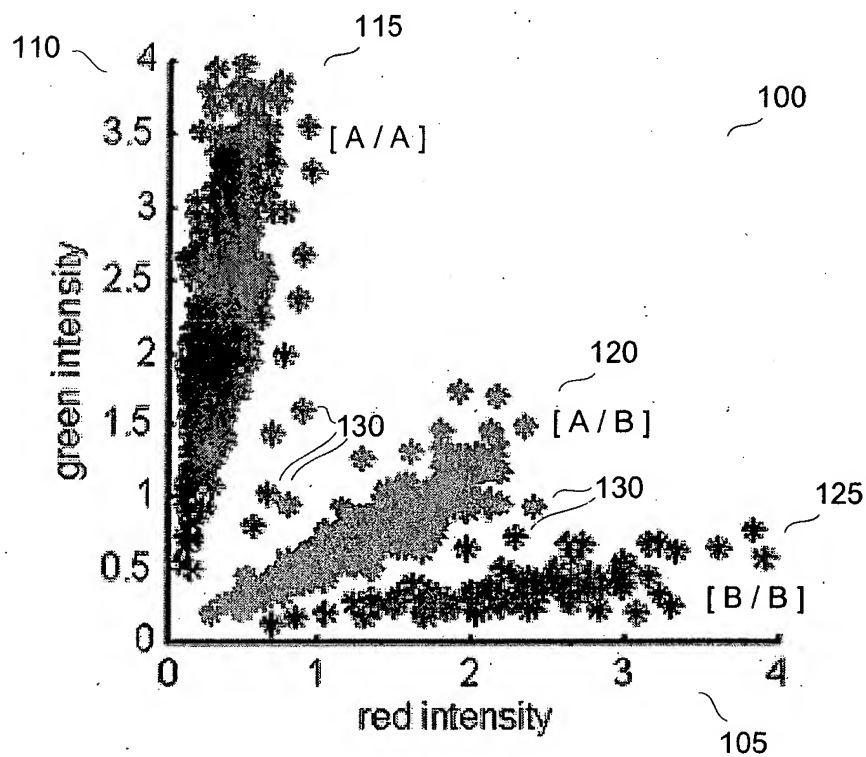 110
115
100
4
3.5
3
2.5
2
1.5
1
0.5
0
green intensity
[ A / A ]
120
[ A / B ]
130
130
125
[ B / B ]
0 1 2 3 4
red intensity
105